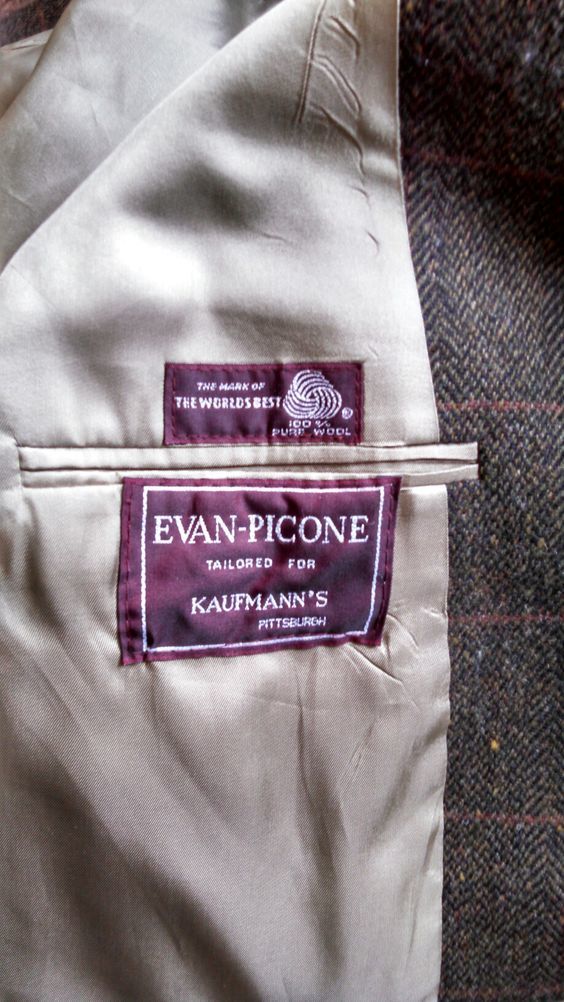 THE MARK OF
THE WORLDS BEST
®
100%
PURE WOOL
EVAN-PICONE
TAILORED FOR
KAUFMANN'S
PITTSBURGH